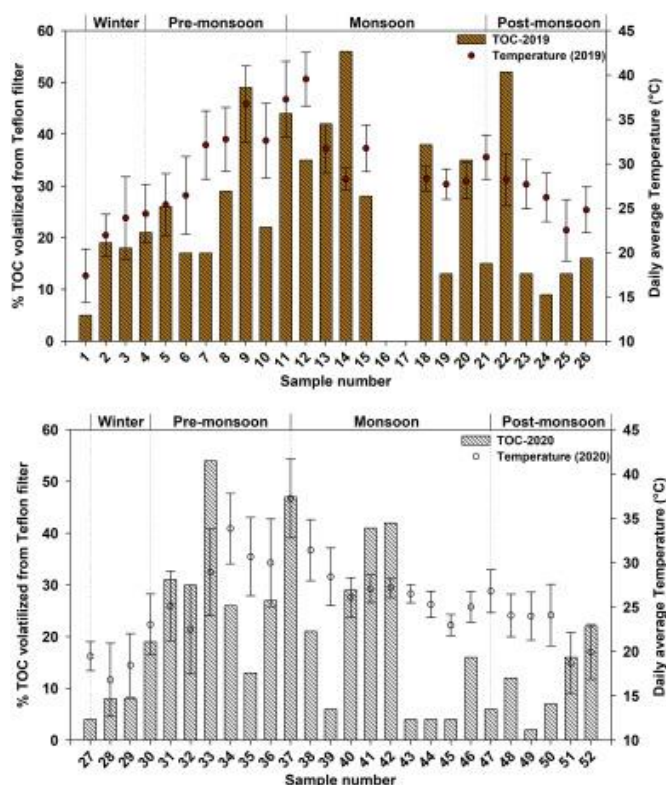 Winter Pre-monsoon Monsoon Post-monsoon
60 45
50 40
40 35
30 30
20 25
10 20
0 15
10
% TOC volatilized from Teflon filter
Daily average Temperature (°C)
TOC-2019
Temperature (2019)
1 2 3 4 5 6 7 8 9 10 11 12 13 14 15 16 17 18 19 20 21 22 23 24 25 26
Sample number
Winter Pre-monsoon Monsoon Post-monsoon
60 45
50 40
40 35
30 30
20 25
10 20
0 15
10
% TOC volatilized from Teflon filter
Daily average Temperature (°C)
TOC-2020
Temperature (2020)
27 28 29 30 31 32 33 34 35 36 37 38 39 40 41 42 43 44 45 46 47 48 49 50 51 52
Sample number